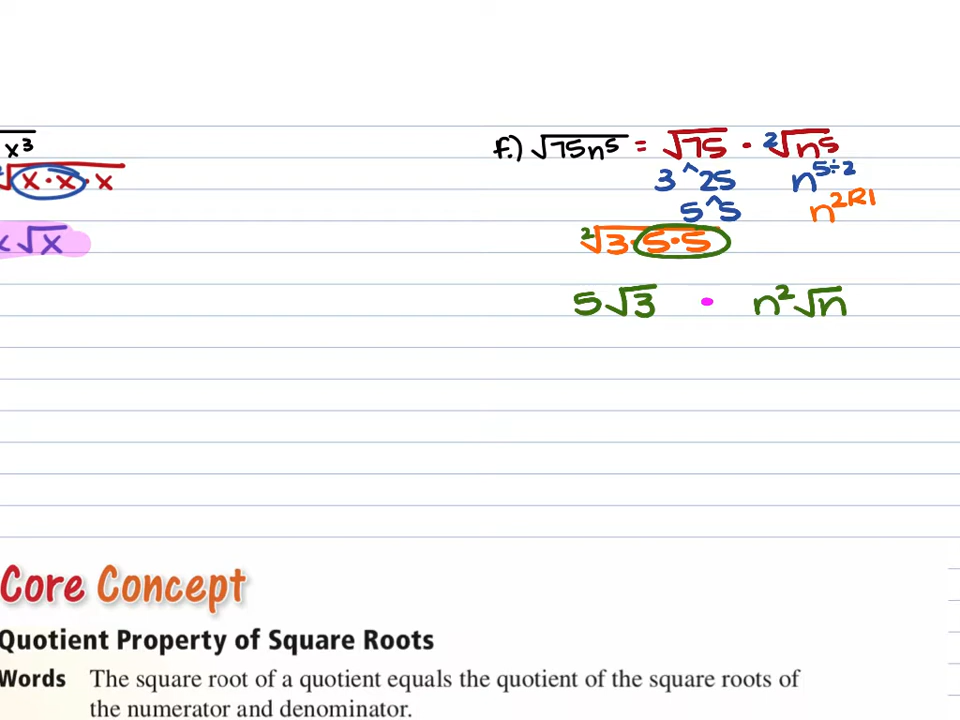 x³
√x·x·x
x√x
f.) √75n⁵ = √75 · ²√n⁵
3 ^ 25 n⁵÷²
5 ^ 5 n²ᴿ¹
²√3·5·5
5√3 · n²√n
Core Concept
Quotient Property of Square Roots
Words The square root of a quotient equals the quotient of the square roots of
the numerator and denominator.